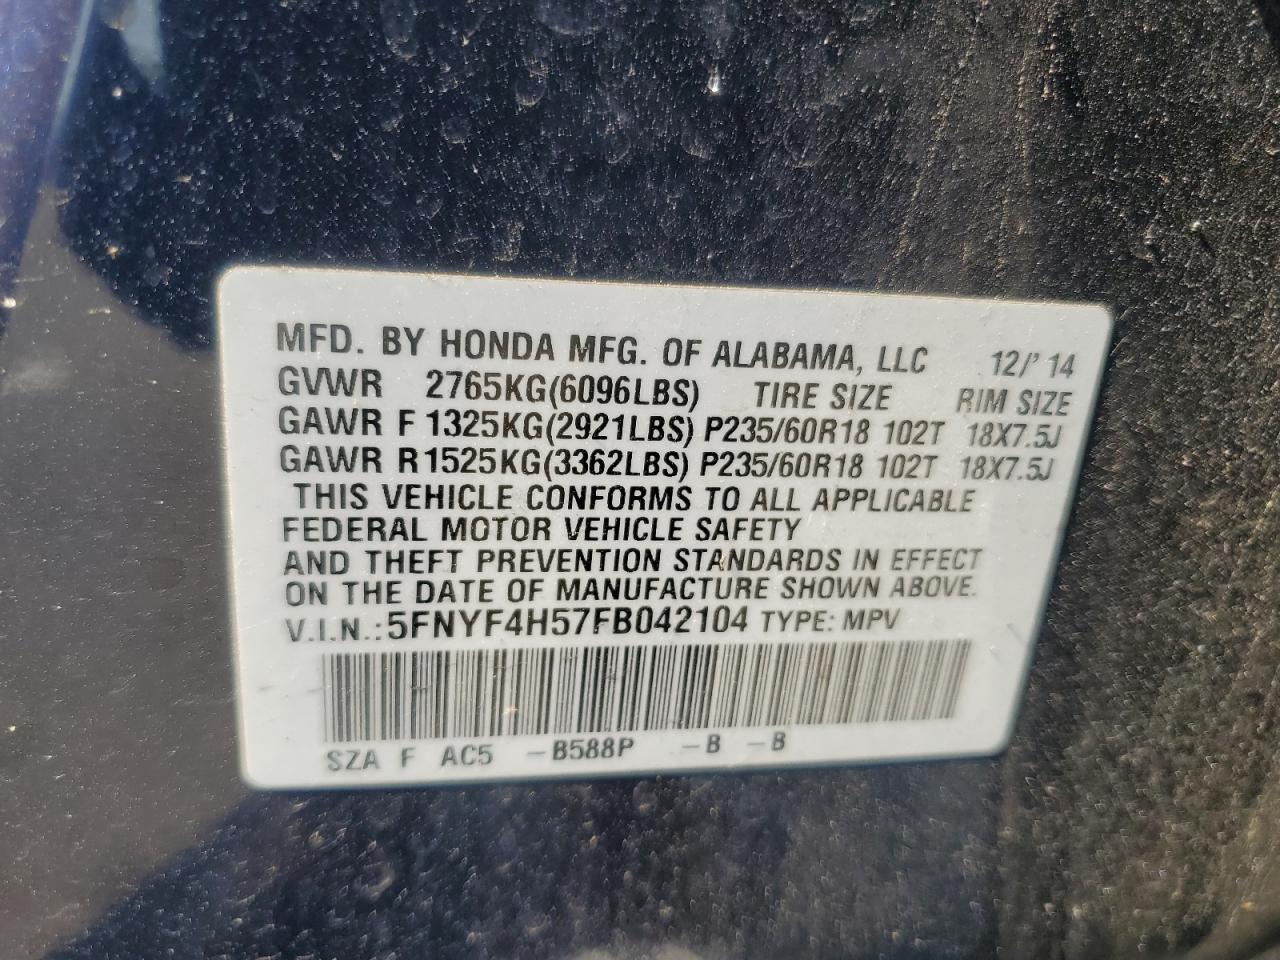 MFD. BY HONDA MFG. OF ALABAMA, LLC 12/' 14
GVWR 2765KG(6096LBS) TIRE SIZE RIM SIZE
GAWR F 1325KG(2921LBS) P235/60R18 102T 18X7.5J
GAWR R1525KG(3362LBS) P235/60R18 102T 18X7.5J
THIS VEHICLE CONFORMS TO ALL APPLICABLE
FEDERAL MOTOR VEHICLE SAFETY
AND THEFT PREVENTION STANDARDS IN EFFECT
ON THE DATE OF MANUFACTURE SHOWN ABOVE.
V.I.N.:5FNYF4H57FB042104 TYPE: MPV
SZA F AC5 -B588P -B -B